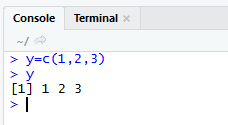 Console Terminal ×
~/
> y=c(1,2,3)
> y
[1] 1 2 3
>